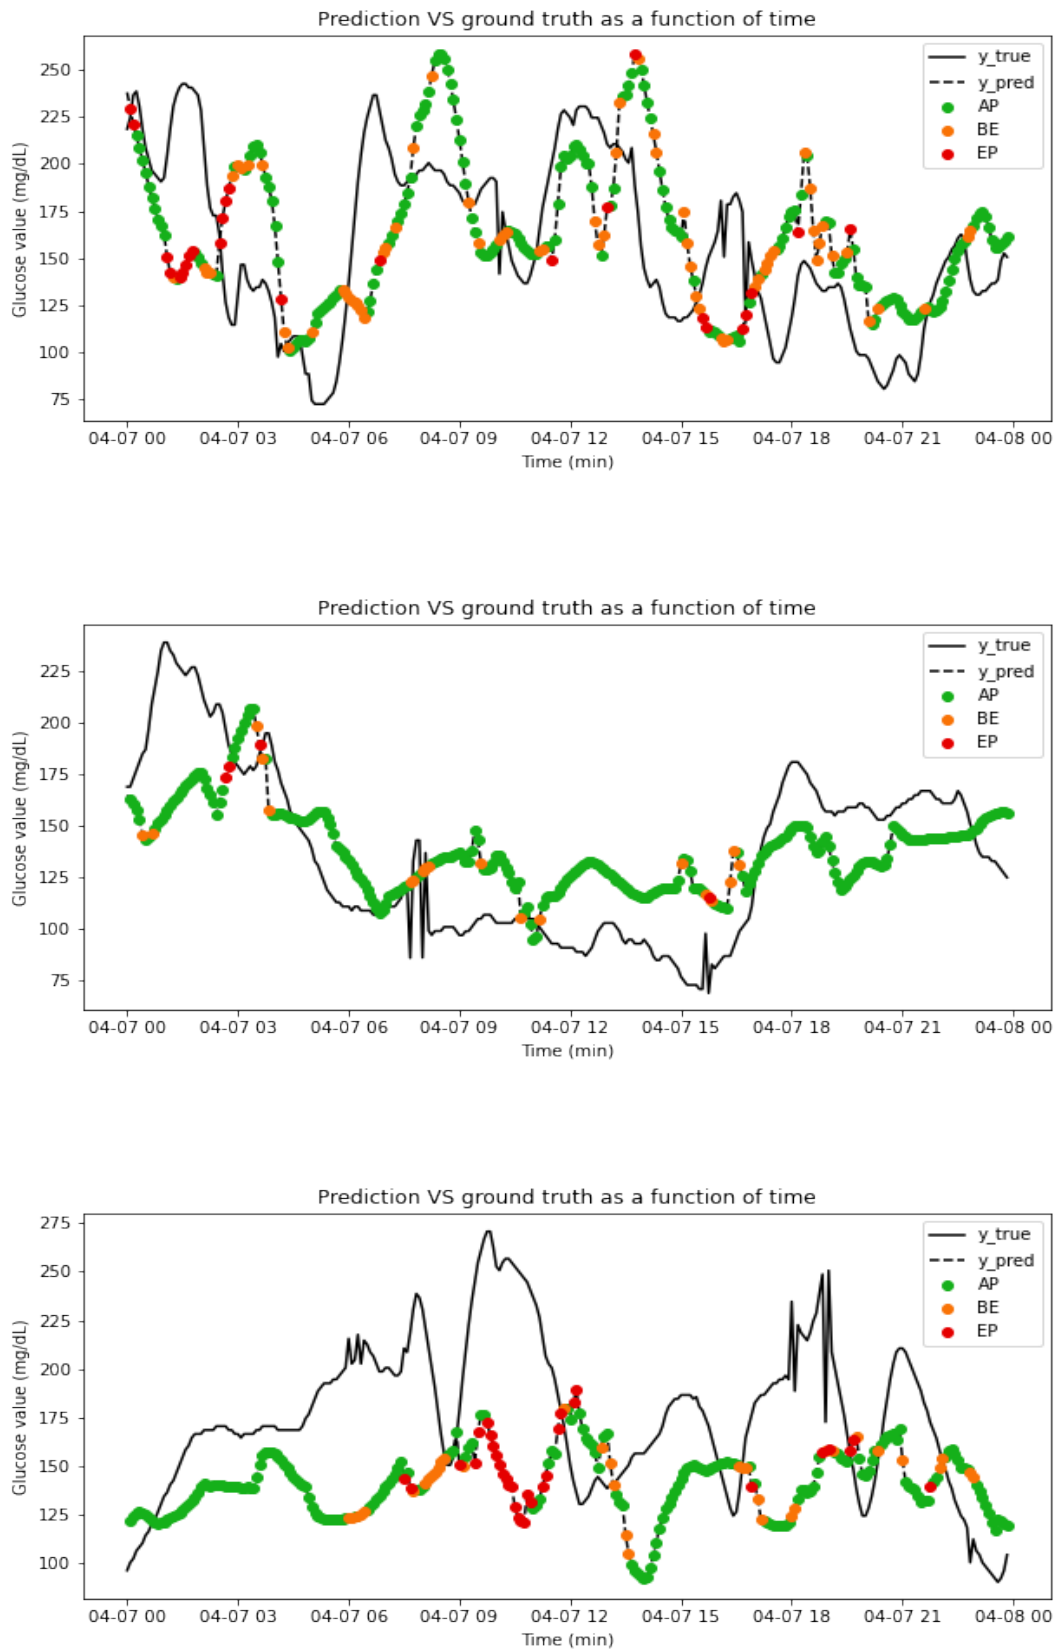 Prediction VS ground truth as a function of time
y_true
y_pred
AP
BE
EP
250
225
200
175
150
125
100
75
Glucose value (mg/dL)
04-07 00 04-07 03 04-07 06 04-07 09 04-07 12 04-07 15 04-07 18 04-07 21 04-08 00
Time (min)
Prediction VS ground truth as a function of time
y_true
y_pred
AP
BE
EP
225
200
175
150
125
100
75
Glucose value (mg/dL)
04-07 00 04-07 03 04-07 06 04-07 09 04-07 12 04-07 15 04-07 18 04-07 21 04-08 00
Time (min)
Prediction VS ground truth as a function of time
y_true
y_pred
AP
BE
EP
275
250
225
200
175
150
125
100
Glucose value (mg/dL)
04-07 00 04-07 03 04-07 06 04-07 09 04-07 12 04-07 15 04-07 18 04-07 21 04-08 00
Time (min)